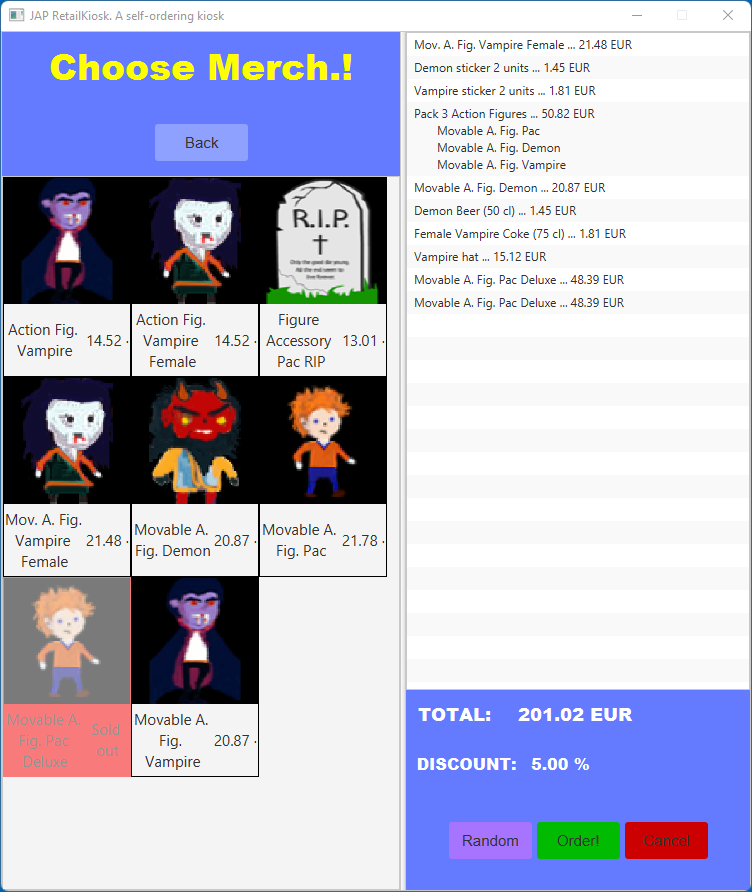 JAP RetailKiosk. A self-ordering kiosk
Choose Merch.!
Back
R.I.P.
Only the good die young.
All the evil seem to
live forever.
Action Fig.
Vampire
14.52
Action Fig.
Vampire
Female
14.52
Figure
Accessory
Pac RIP
13.01
Mov. A. Fig.
Vampire
Female
21.48
Movable A.
Fig. Demon
20.87
Movable A.
Fig. Pac
21.78
Movable A.
Fig. Pac
Deluxe
Sold
out
Movable A.
Fig.
Vampire
20.87
Mov. A. Fig. Vampire Female ... 21.48 EUR
Demon sticker 2 units ... 1.45 EUR
Vampire sticker 2 units ... 1.81 EUR
Pack 3 Action Figures ... 50.82 EUR
Movable A. Fig. Pac
Movable A. Fig. Demon
Movable A. Fig. Vampire
Movable A. Fig. Demon ... 20.87 EUR
Demon Beer (50 cl) ... 1.45 EUR
Female Vampire Coke (75 cl) ... 1.81 EUR
Vampire hat ... 15.12 EUR
Movable A. Fig. Pac Deluxe ... 48.39 EUR
Movable A. Fig. Pac Deluxe ... 48.39 EUR
TOTAL: 201.02 EUR
DISCOUNT: 5.00 %
Random
Order!
Cancel